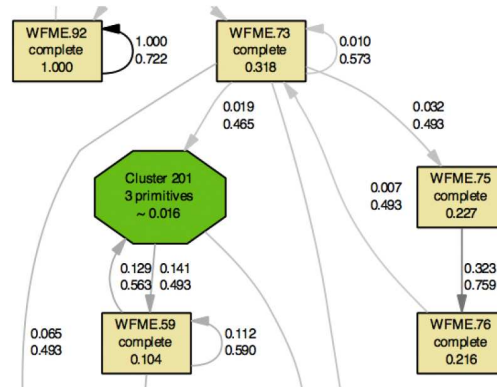 WFME.92
complete
1.000
1.000
0.722
WFME.73
complete
0.318
0.010
0.573
0.019
0.465
0.032
0.493
Cluster 201
3 primitives
~ 0.016
WFME.75
complete
0.227
0.007
0.493
0.129
0.563
0.141
0.493
0.323
0.759
WFME.59
complete
0.104
0.112
0.590
0.065
0.493
WFME.76
complete
0.216